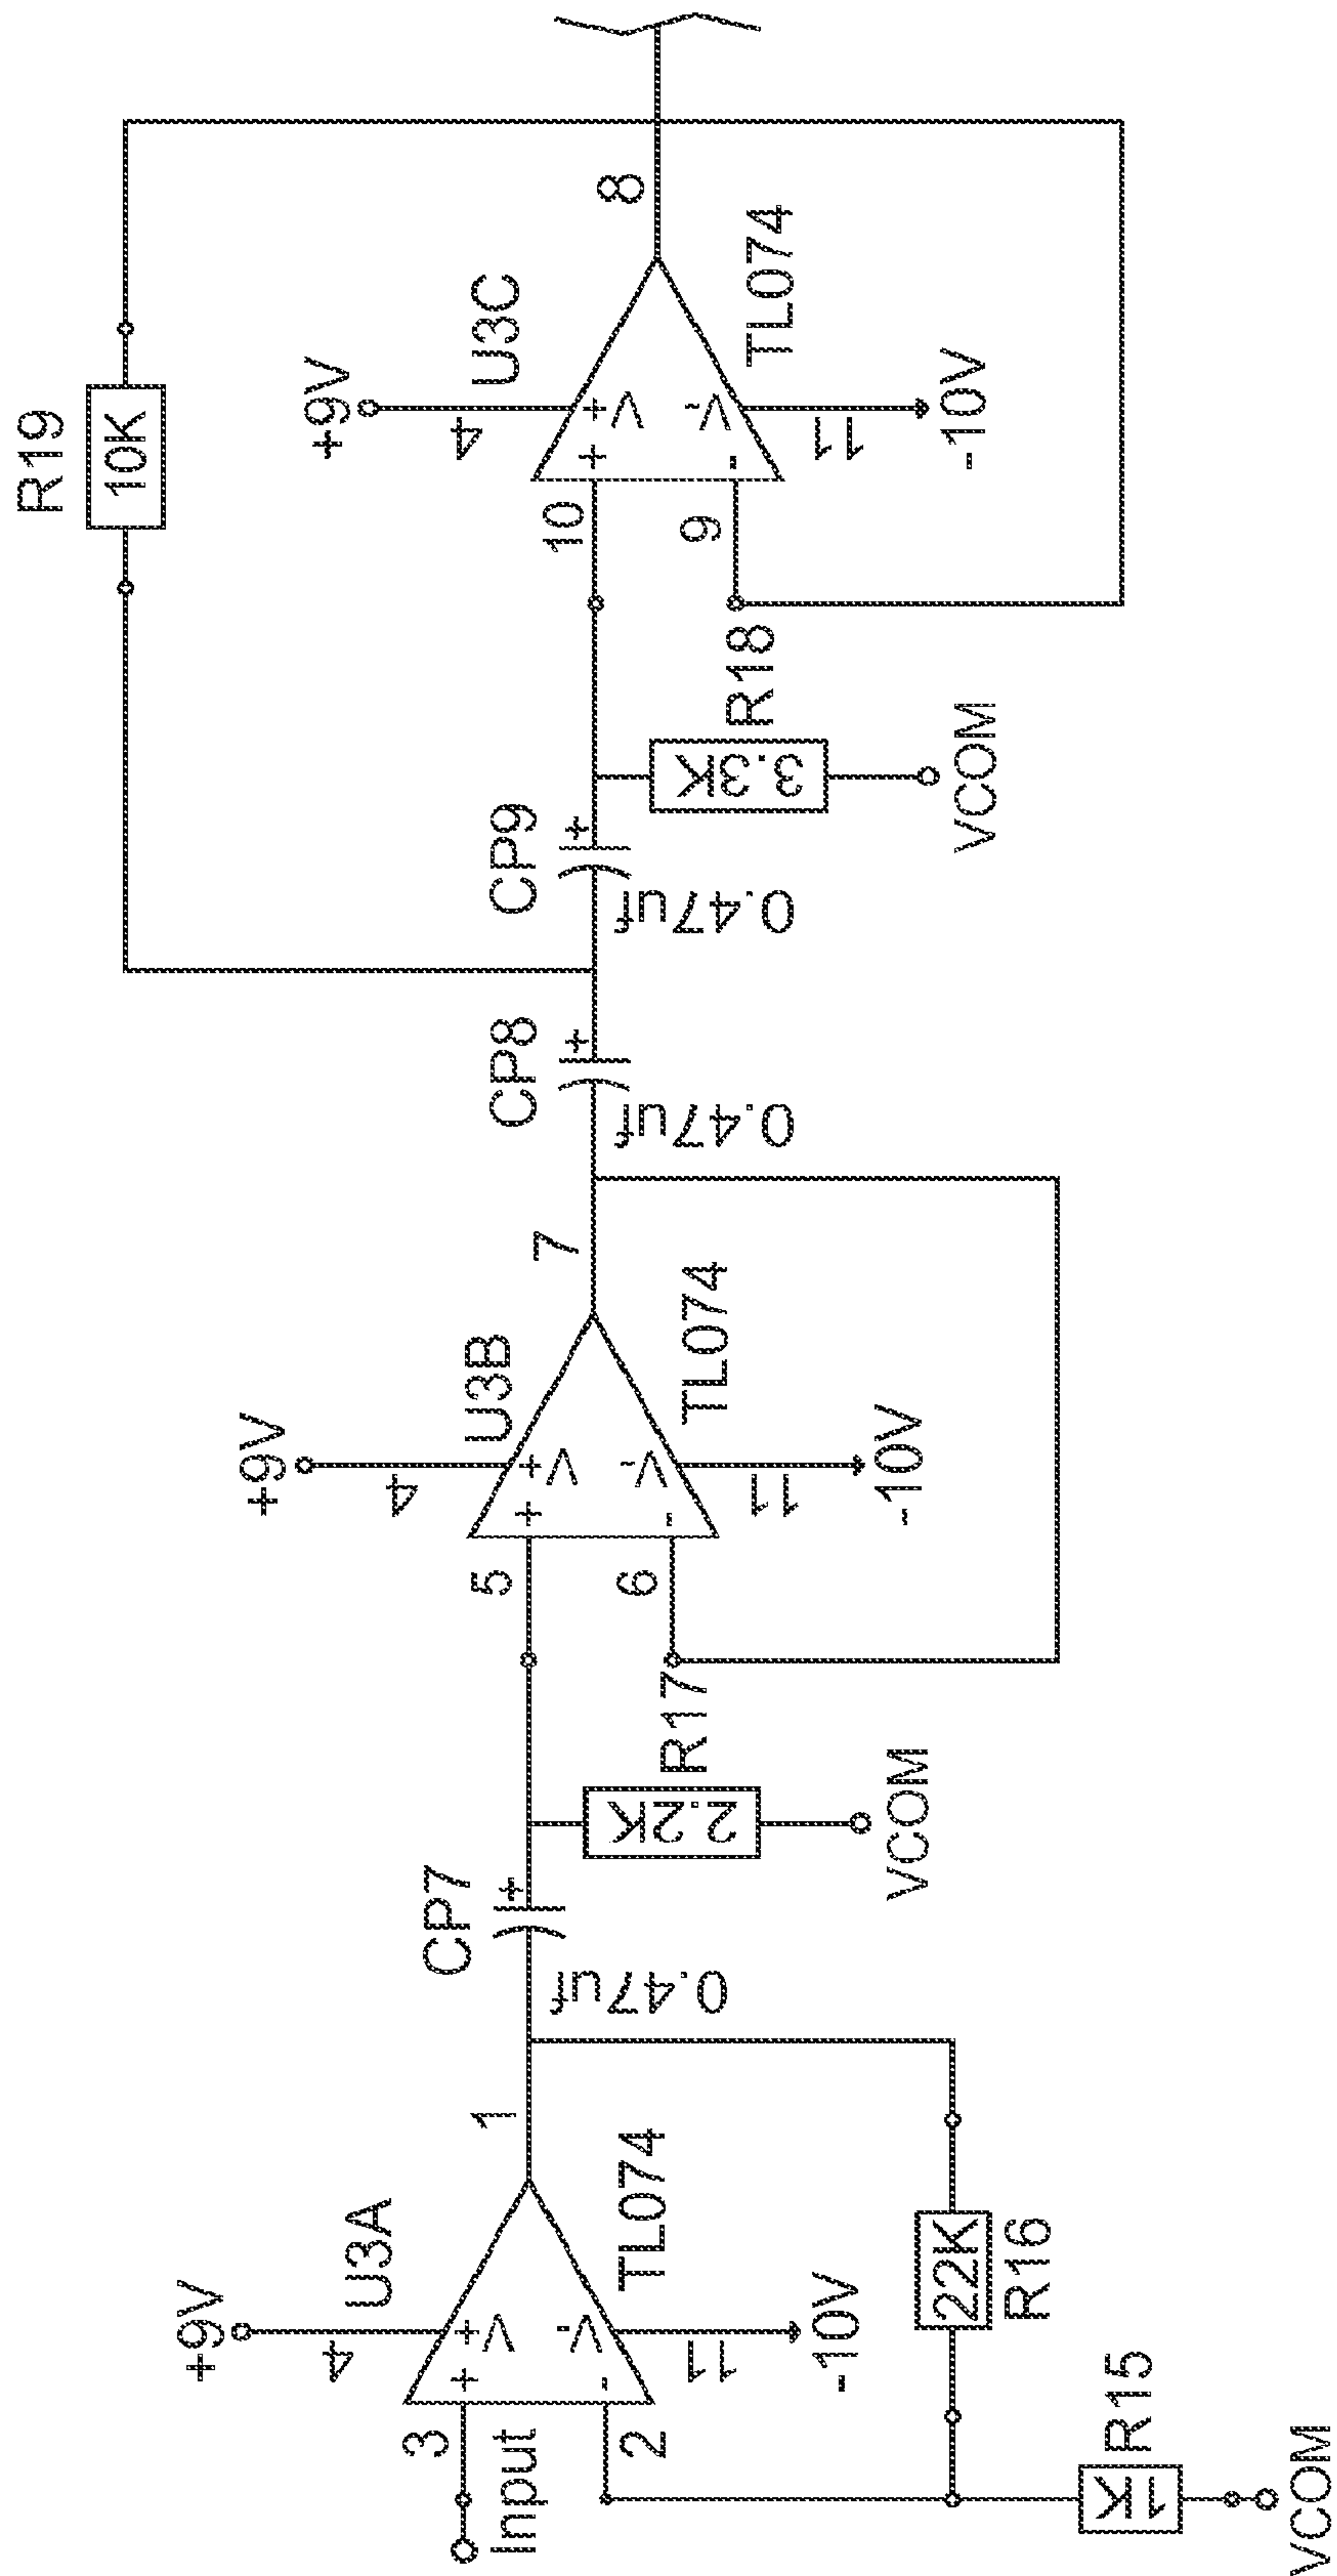 Input
3
2
+9V
4
U3A
V+
+
-
V-
TL074
11
-10V
1
22K
R16
1K
R15
VCOM
CP7
+
0.47uf
2.2K
R17
VCOM
5
6
+9V
4
U3B
V+
+
-
V-
TL074
11
-10V
7
CP8
+
0.47uf
CP9
+
0.47uf
3.3K
R18
VCOM
R19
10K
10
9
+9V
4
U3C
V+
+
-
V-
TL074
11
-10V
8